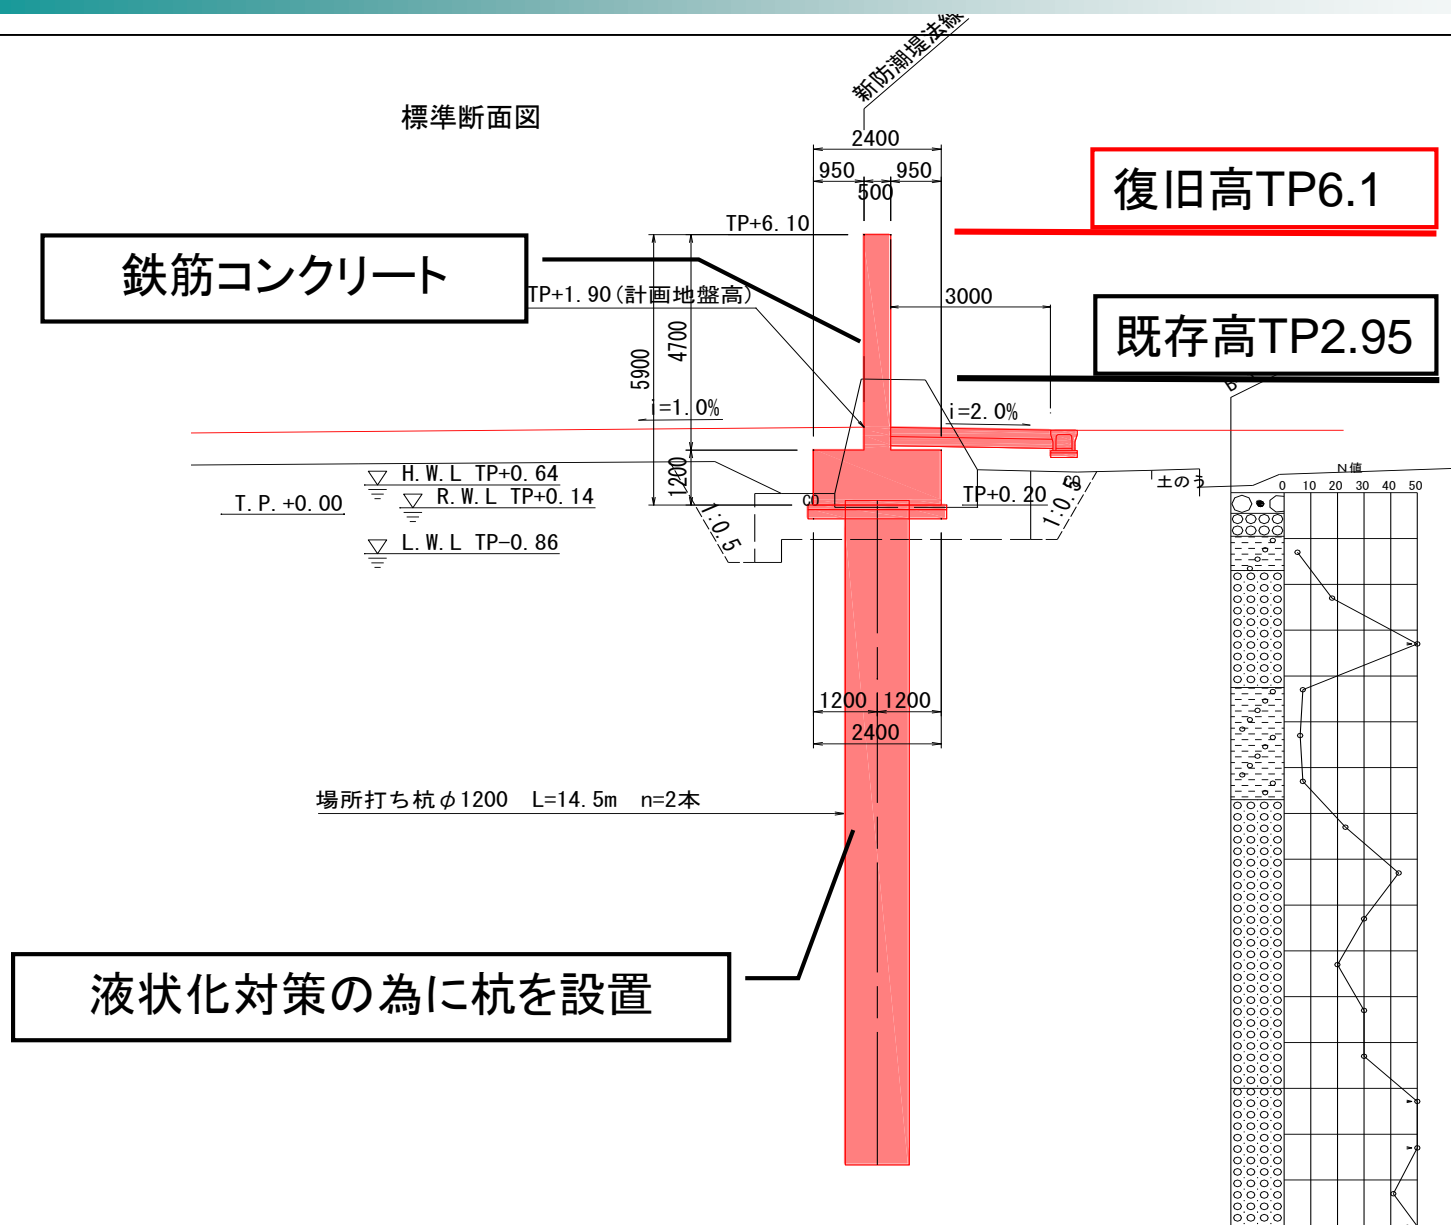 新防潮堤法線
標準断面図
2400
950
950
500
復旧高TP6.1
TP+6.10
鉄筋コンクリート
TP+1.90(計画地盤高)
3000
既存高TP2.95
5900
4700
i=1.0%
i=2.0%
1200
H.W.L TP+0.64
R.W.L TP+0.14
T.P.+0.00
L.W.L TP-0.86
CO
TP+0.20
CO
土のう
1:0.5
1:0.5
N値
0 10 20 30 40 50
1200
1200
2400
場所打ち杭φ1200 L=14.5m n=2本
液状化対策の為に杭を設置